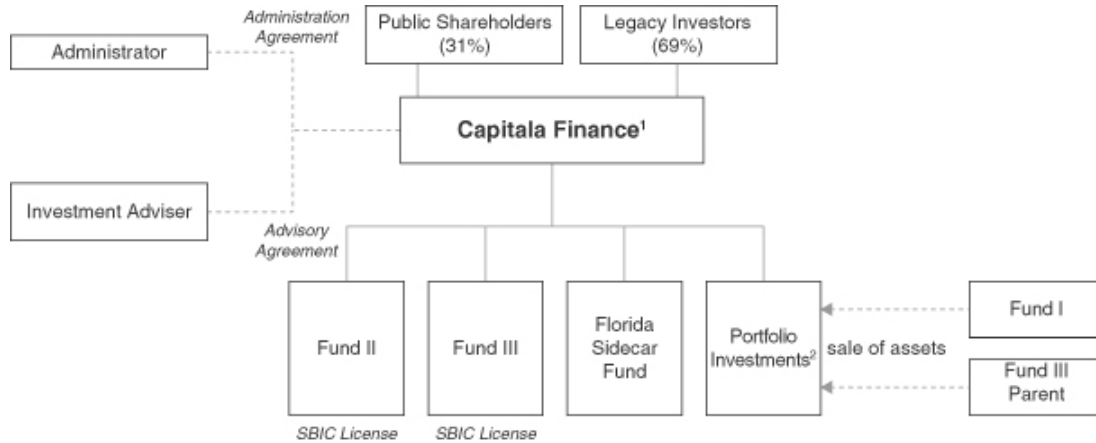 Administration
Agreement
Public Shareholders
(31%)
Legacy Investors
(69%)
Administrator
Capitala Finance¹
Investment Adviser
Advisory
Agreement
Fund II
Fund III
Florida
Sidecar
Fund
Portfolio
Investments²
sale of assets
Fund I
Fund III
Parent
SBIC License
SBIC License